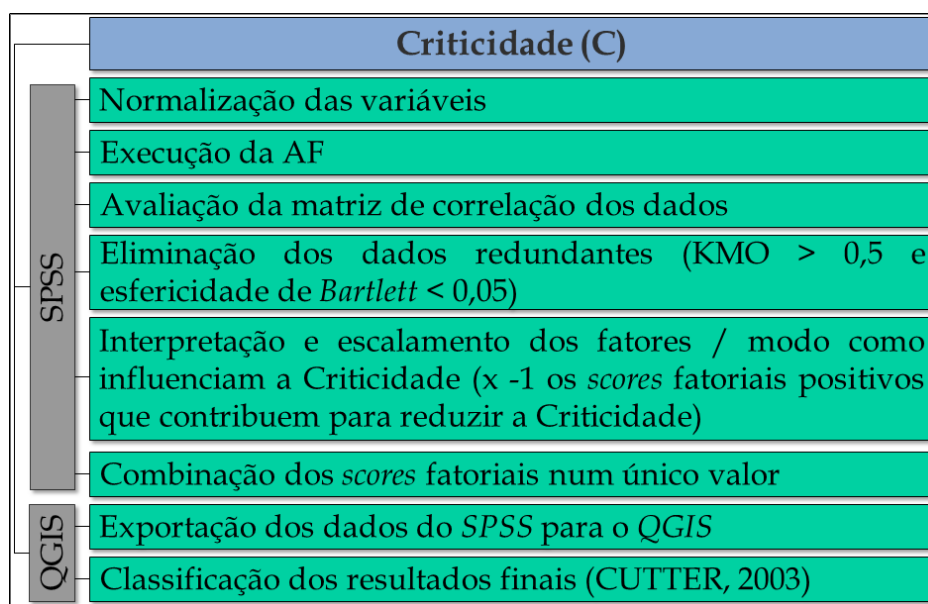 Criticidade (C)
SPSS
Normalização das variáveis
Execução da AF
Avaliação da matriz de correlação dos dados
Eliminação dos dados redundantes (KMO > 0,5 e
esfericidade de Bartlett < 0,05)
Interpretação e escalamento dos fatores / modo como
influenciam a Criticidade (x -1 os scores fatoriais positivos
que contribuem para reduzir a Criticidade)
Combinação dos scores fatoriais num único valor
QGIS
Exportação dos dados do SPSS para o QGIS
Classificação dos resultados finais (CUTTER, 2003)